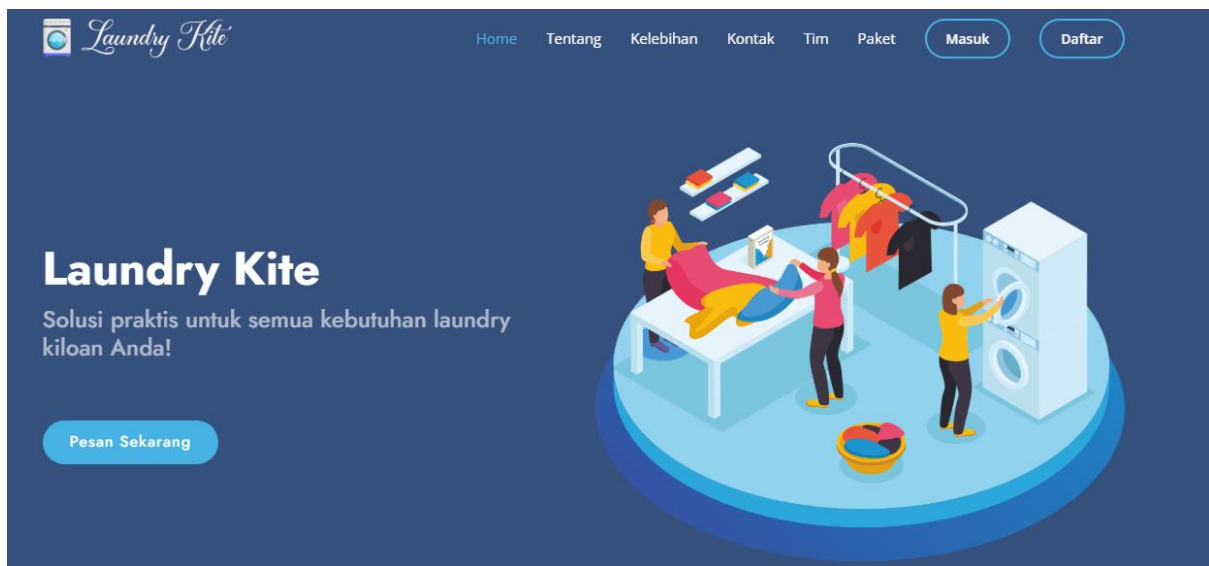 Laundry Kite
Home Tentang Kelebihan Kontak Tim Paket Masuk Daftar
Laundry Kite
Solusi praktis untuk semua kebutuhan laundry
kiloan Anda!
Pesan Sekarang